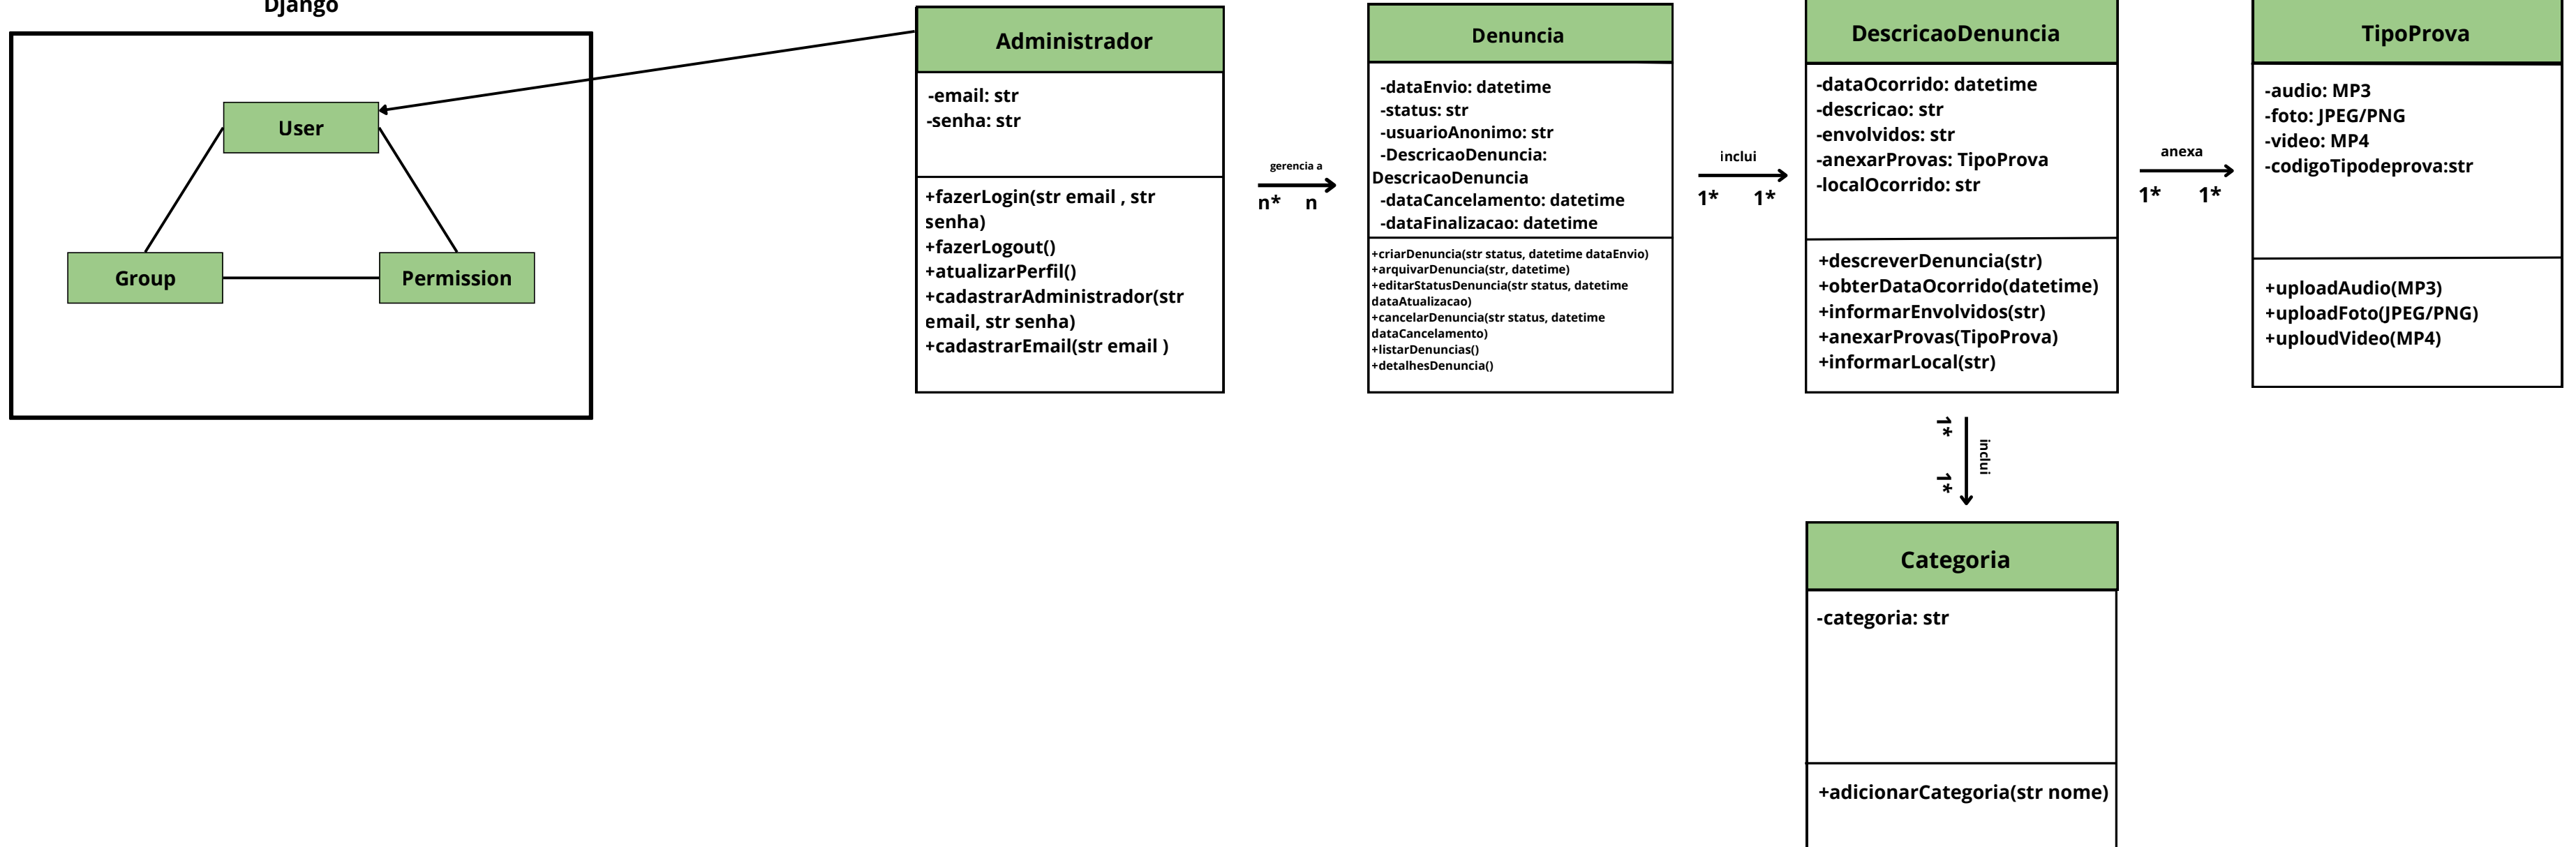 Django
User
Group
Permission
Administrador
-email: str
-senha: str
+fazerLogin(str email , str
senha)
+fazerLogout()
+atualizarPerfil()
+cadastrarAdministrador(str
email, str senha)
+cadastrarEmail(str email )
gerencia a
n* n
Denuncia
-dataEnvio: datetime
-status: str
-usuarioAnonimo: str
-DescricaoDenuncia:
DescricaoDenuncia
-dataCancelamento: datetime
-dataFinalizacao: datetime
+criarDenuncia(str status, datetime dataEnvio)
+arquivarDenuncia(str, datetime)
+editarStatusDenuncia(str status, datetime
dataAtualizacao)
+cancelarDenuncia(str status, datetime
dataCancelamento)
+listarDenuncias()
+detalhesDenuncia()
inclui
1* 1*
DescricaoDenuncia
-dataOcorrido: datetime
-descricao: str
-envolvidos: str
-anexarProvas: TipoProva
-localOcorrido: str
+descreverDenuncia(str)
+obterDataOcorrido(datetime)
+informarEnvolvidos(str)
+anexarProvas(TipoProva)
+informarLocal(str)
anexa
1* 1*
TipoProva
-audio: MP3
-foto: JPEG/PNG
-video: MP4
-codigoTipodeprova:str
+uploadAudio(MP3)
+uploadFoto(JPEG/PNG)
+uploudVideo(MP4)
inclui
1* 1*
Categoria
-categoria: str
+adicionarCategoria(str nome)